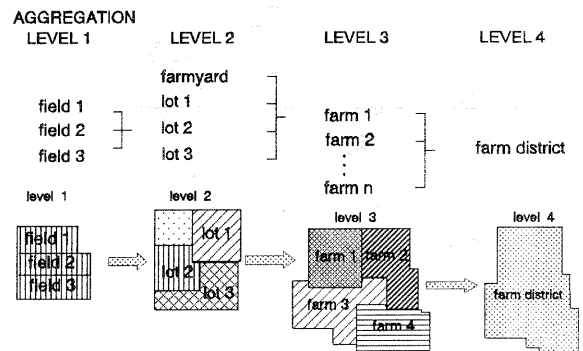 AGGREGATION
LEVEL 1 LEVEL 2 LEVEL 3 LEVEL 4
farmyard
field 1 lot 1 farm 1
field 2 lot 2 farm 2 farm district
field 3 lot 3 farm n
level 1 level 2 level 3 level 4
field 1
field 2
field 3
lot 1
lot 2
lot 3
farm 1 farm 2
farm 3
farm 4
farm district